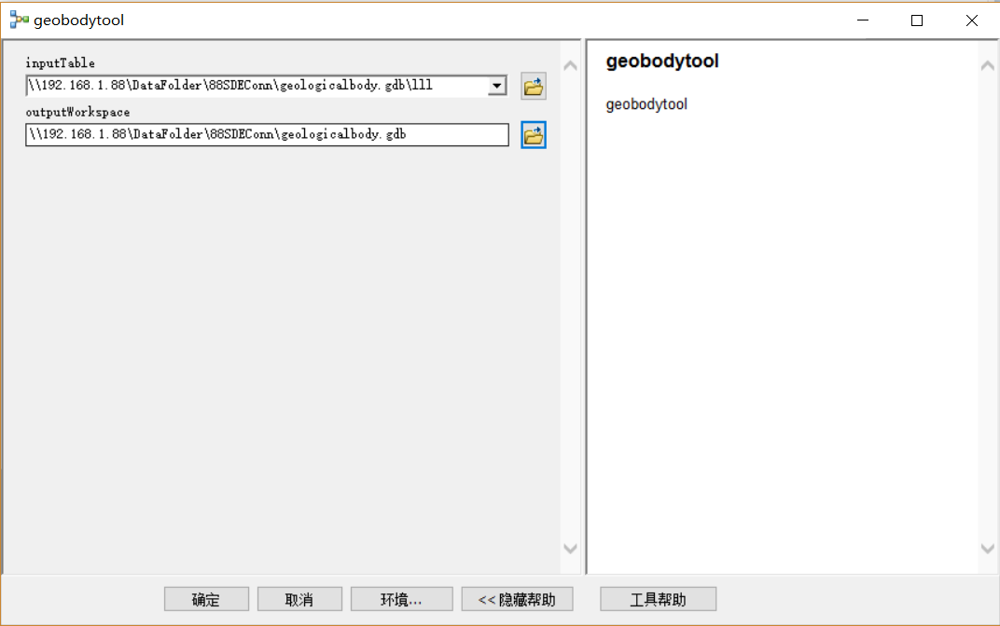 geobodytool
inputTable
\\192.168.1.88\DataFolder\88SDEConn\geologicalbody.gdb\lll
outputWorkspace
\\192.168.1.88\DataFolder\88SDEConn\geologicalbody.gdb
geobodytool
geobodytool
确定
取消
环境...
<< 隐藏帮助
工具帮助